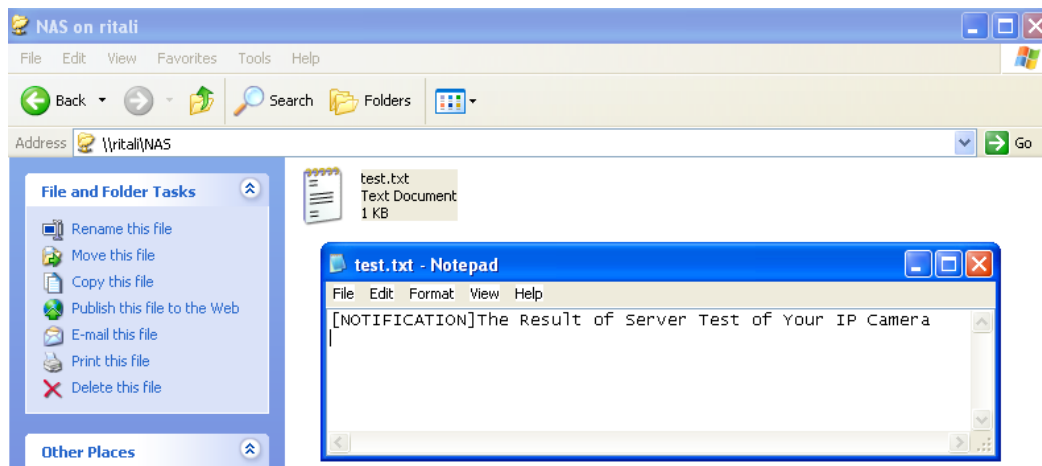 NAS on ritali
File Edit View Favorites Tools Help
Back Search Folders
Address \\ritali\NAS Go
File and Folder Tasks
Rename this file
Move this file
Copy this file
Publish this file to the Web
E-mail this file
Print this file
Delete this file
Other Places
test.txt
Text Document
1 KB
test.txt - Notepad
File Edit Format View Help
[NOTIFICATION]The Result of Server Test of Your IP Camera